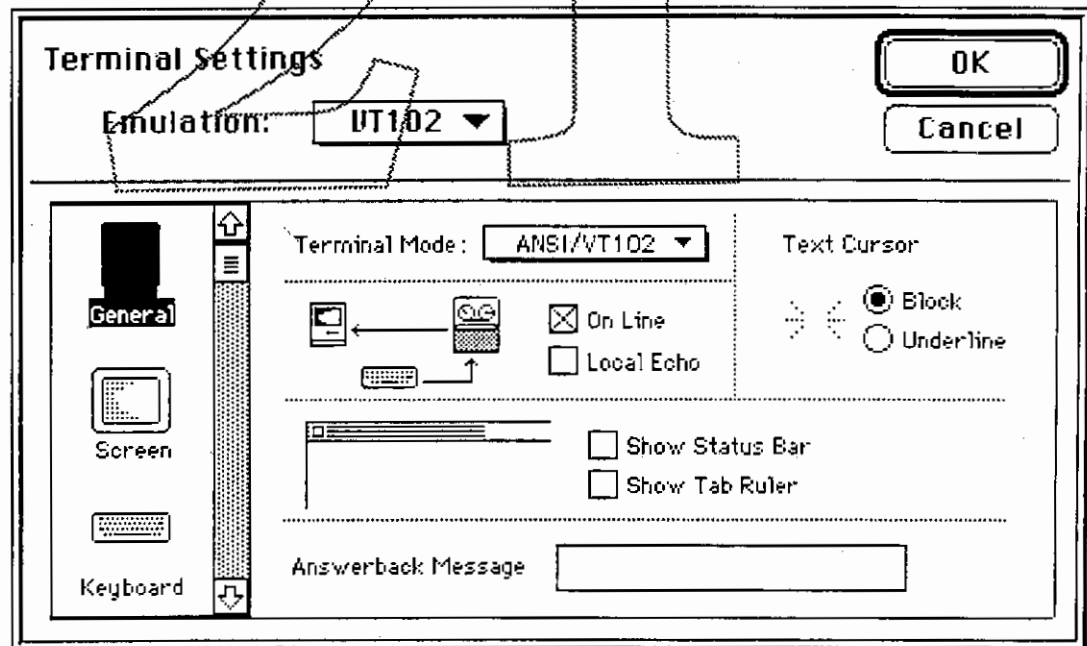 Terminal Settings
OK
Emulation: VT102
Cancel
General
Screen
Keyboard
Terminal Mode: ANSI/VT102
Text Cursor
On Line
Local Echo
Block
Underline
Show Status Bar
Show Tab Ruler
Answerback Message